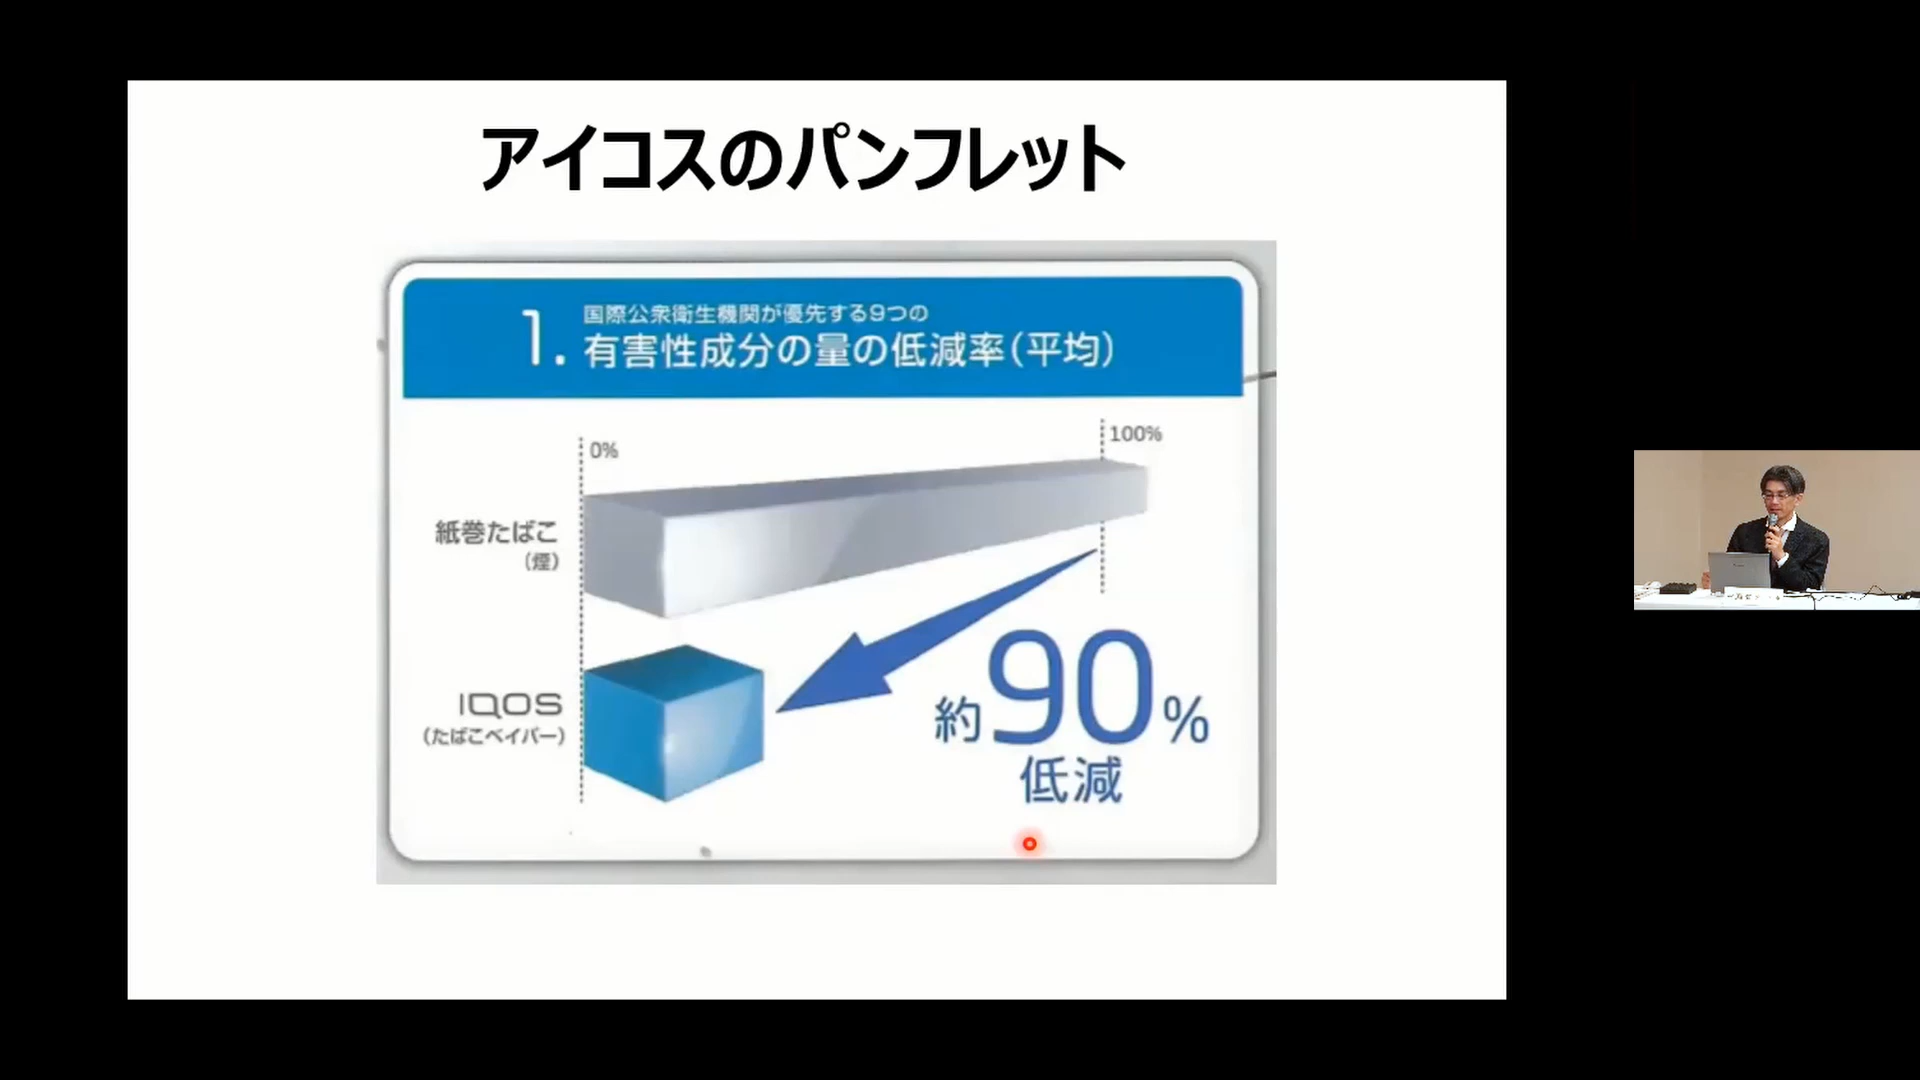 アイコスのパンフレット
1. 国際公衆衛生機関が優先する9つの
有害性成分の量の低減率(平均)
0%
100%
紙巻たばこ
(煙)
IQOS
(たばこベイパー)
約90%
低減